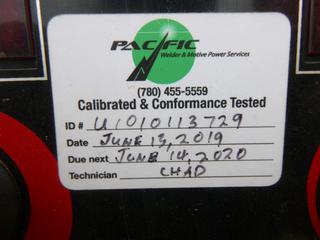 PACIFIC
Welder & Motive Power Services
(780) 455-5559
Calibrated & Conformance Tested
ID # U1010113729
Date June 13, 2019
Due next June 14, 2020
Technician CHAD